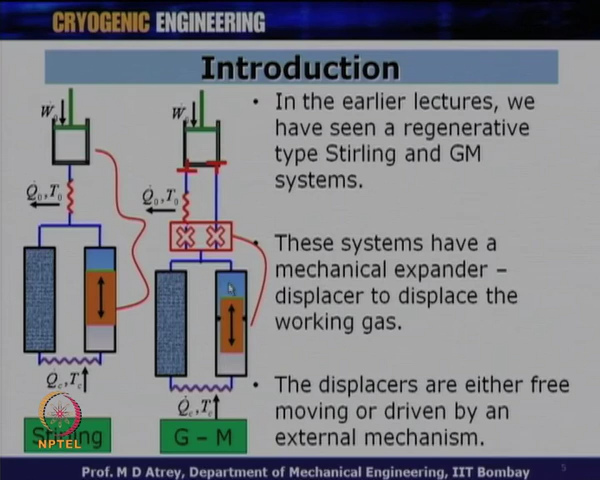 CRYOGENIC ENGINEERING
Introduction
• In the earlier lectures, we
have seen a regenerative
type Stirling and GM
systems.
• These systems have a
mechanical expander –
displacer to displace the
working gas.
• The displacers are either free
moving or driven by an
external mechanism.
Ẇ
Q̇₀,T₀
Q̇c,Tc
Stirling
Ẇ
Q̇₀,T₀
Q̇c,Tc
G – M
NPTEL
Prof. M D Atrey, Department of Mechanical Engineering, IIT Bombay
5